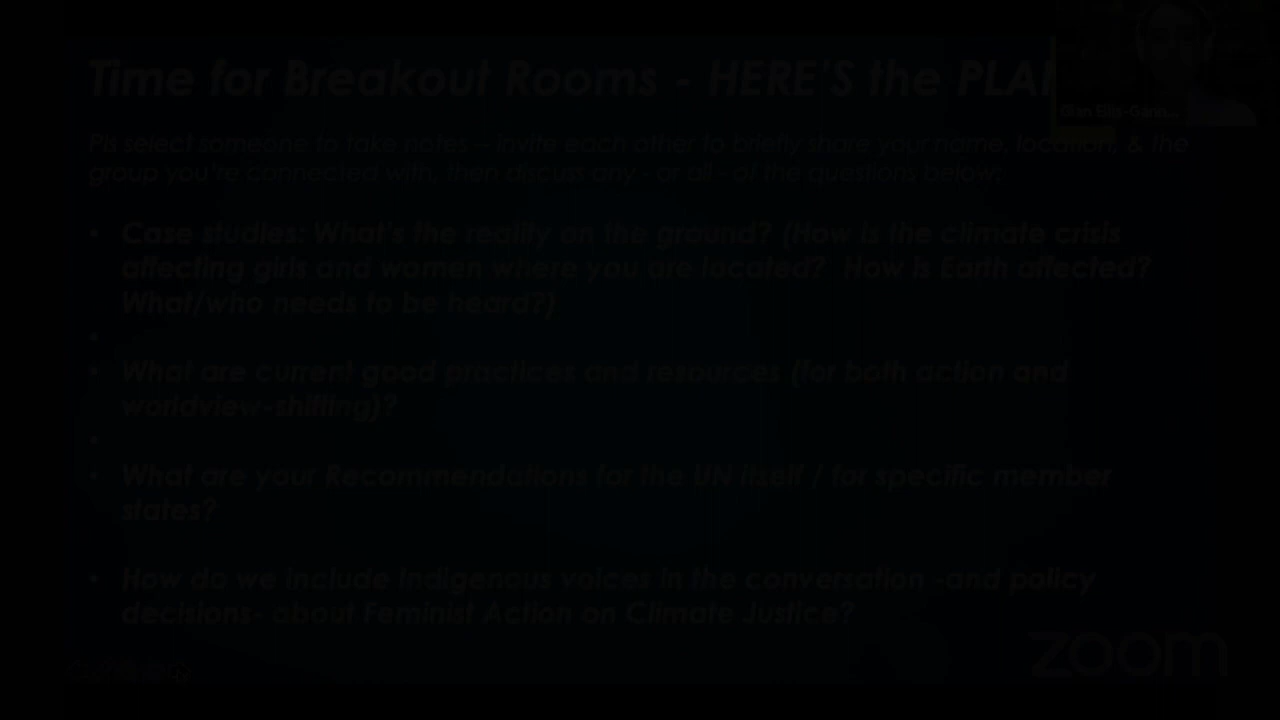 Time for Breakout Rooms - HERE'S the PLAN
Pls select someone to take notes – invite each other to briefly share your name, location, & the
group you're connected with, then discuss any - or all -of the questions below:
• Case studies: What's the reality on the ground? (How is the climate crisis
affecting girls and women where you are located? How is Earth affected?
What/who needs to be heard?)
•
• What are current good practices and resources (for both action and
worldview-shifting)?
•
• What are your Recommendations for the UN itself / for specific member
states?
• How do we include Indigenous voices in the conversation -and policy
decisions- about Feminist Action on Climate Justice?
zoom